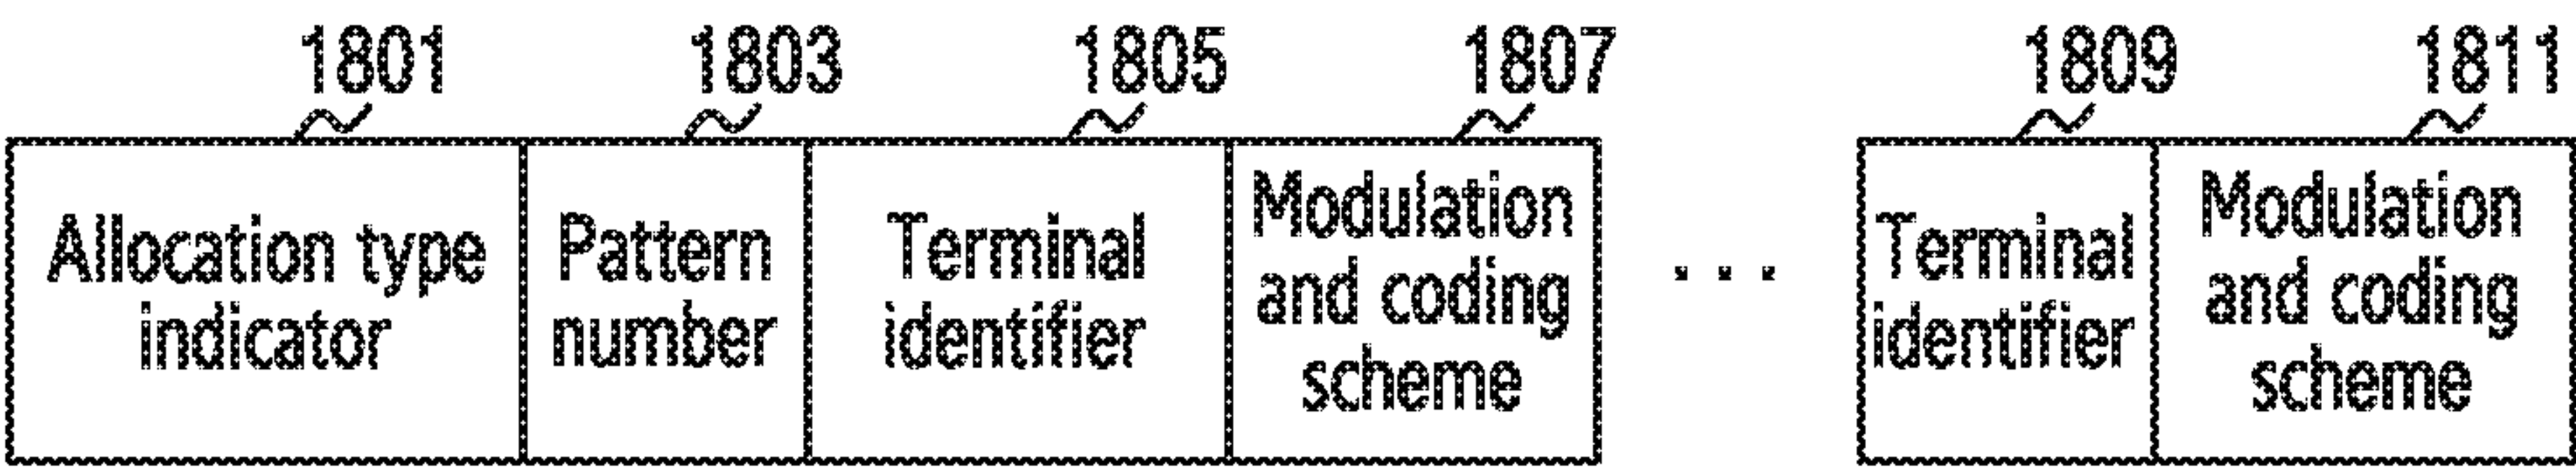 1801 1803 1805 1807 1809 1811
Allocation type
indicator
Pattern
number
Terminal
identifier
Modulation
and coding
scheme
. . .
Terminal
identifier
Modulation
and coding
scheme